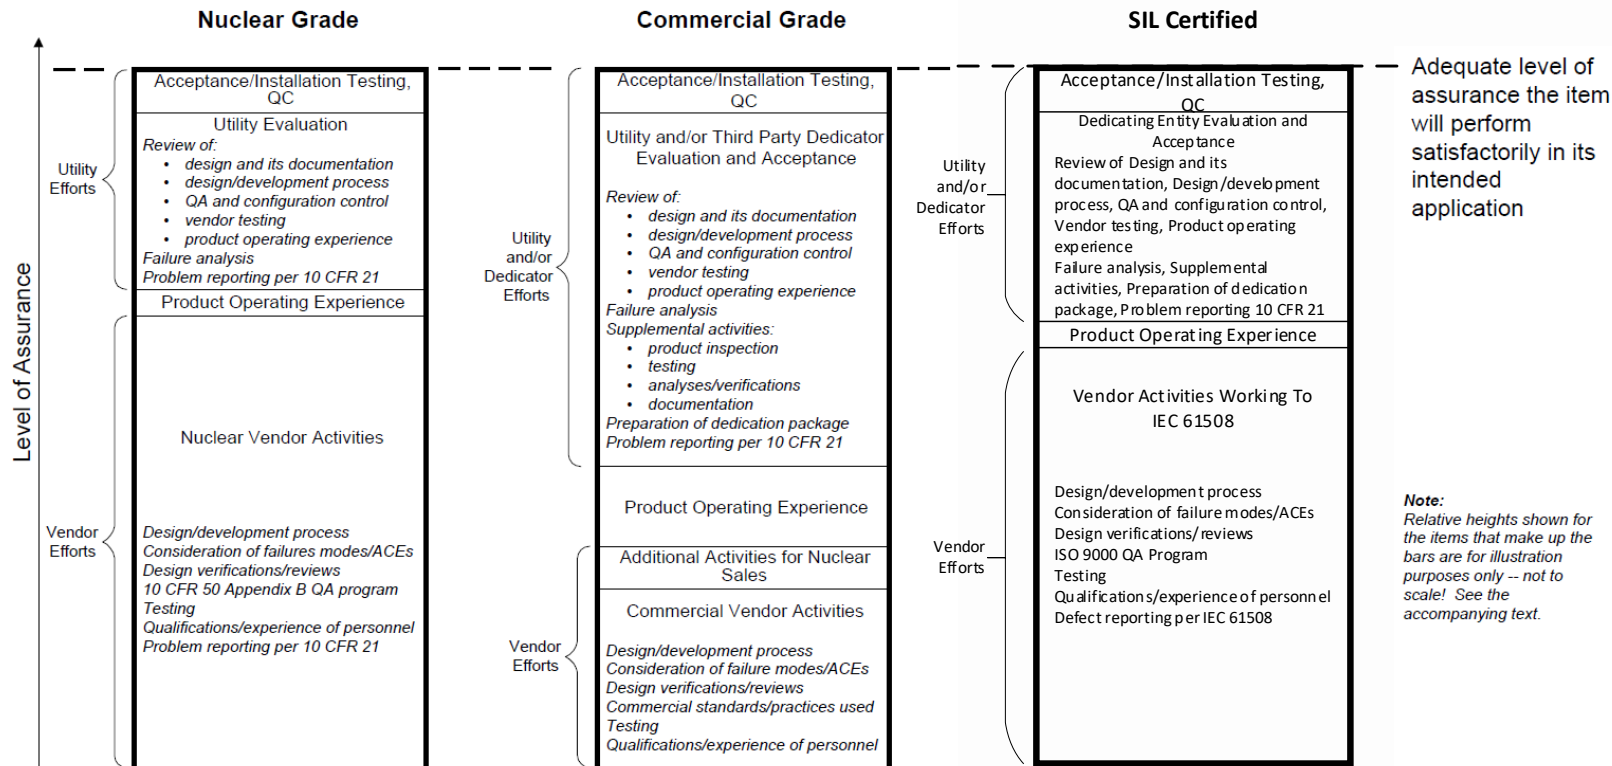 Nuclear Grade
Commercial Grade
SIL Certified
Level of Assurance
Utility
Efforts
Vendor
Efforts
Acceptance/Installation Testing,
QC
Utility Evaluation
Review of:
• design and its documentation
• design/development process
• QA and configuration control
• vendor testing
• product operating experience
Failure analysis
Problem reporting per 10 CFR 21
Product Operating Experience
Nuclear Vendor Activities
Design/development process
Consideration of failures modes/ACEs
Design verifications/reviews
10 CFR 50 Appendix B QA program
Testing
Qualifications/experience of personnel
Problem reporting per 10 CFR 21
Utility
and/or
Dedicator
Efforts
Vendor
Efforts
Acceptance/Installation Testing,
QC
Utility and/or Third Party Dedicator
Evaluation and Acceptance
Review of:
• design and its documentation
• design/development process
• QA and configuration control
• vendor testing
• product operating experience
Failure analysis
Supplemental activities:
• product inspection
• testing
• analyses/verifications
• documentation
Preparation of dedication package
Problem reporting per 10 CFR 21
Product Operating Experience
Additional Activities for Nuclear
Sales
Commercial Vendor Activities
Design/development process
Consideration of failure modes/ACEs
Design verifications/reviews
Commercial standards/practices used
Testing
Qualifications/experience of personnel
Utility
and/or
Dedicator
Efforts
Vendor
Efforts
Acceptance/Installation Testing,
QC
Dedicating Entity Evaluation and
Acceptance
Review of Design and its
documentation, Design/development
process, QA and configuration control,
Vendor testing, Product operating
experience
Failure analysis, Supplemental
activities, Preparation of dedication
package, Problem reporting 10 CFR 21
Product Operating Experience
Vendor Activities Working To
IEC 61508
Design/development process
Consideration of failure modes/ACEs
Design verifications/reviews
ISO 9000 QA Program
Testing
Qualifications/experience of personnel
Defect reporting per IEC 61508
Adequate level of
assurance the item
will perform
satisfactorily in its
intended
application
Note:
Relative heights shown for
the items that make up the
bars are for illustration
purposes only -- not to
scale! See the
accompanying text.